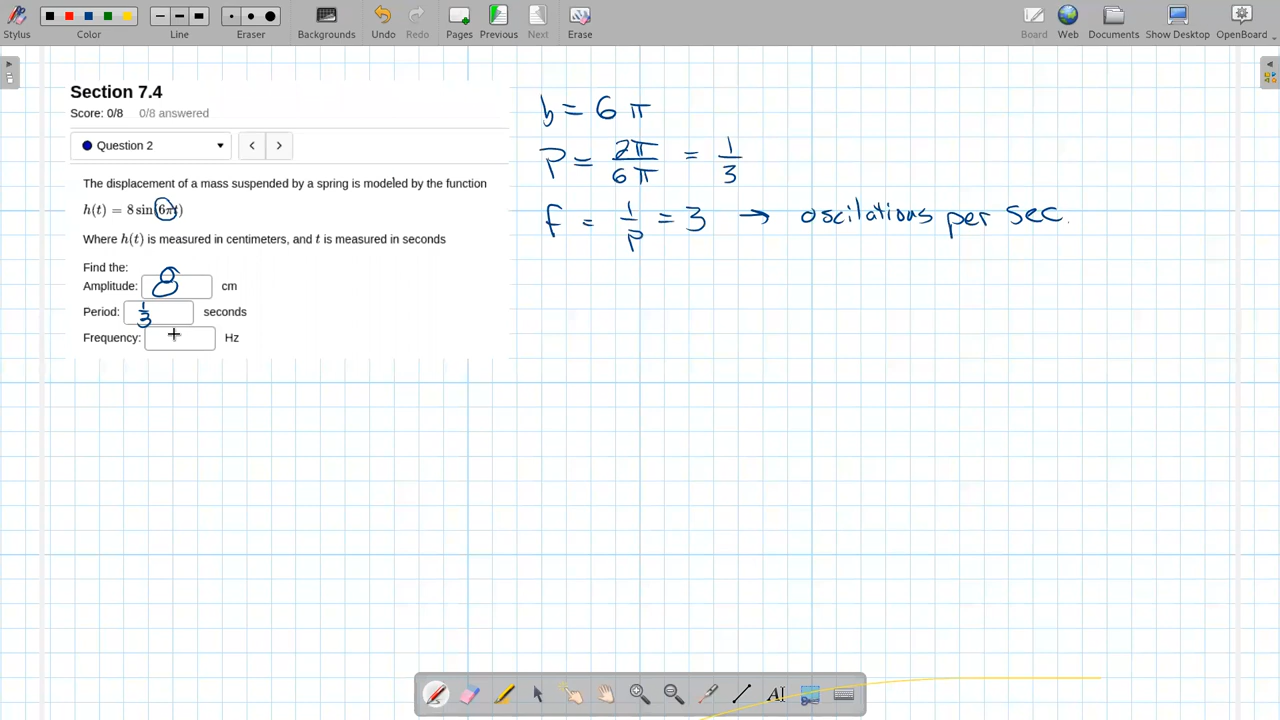 Stylus
Color
Line
Eraser
Backgrounds
Undo
Redo
Pages
Previous
Next
Erase
Board
Web
Documents
Show Desktop
OpenBoard
Section 7.4
Score: 0/8 0/8 answered
Question 2
The displacement of a mass suspended by a spring is modeled by the function
h(t) = 8 sin(6πt)
Where h(t) is measured in centimeters, and t is measured in seconds
Find the:
Amplitude: 8 cm
Period: 1/3 seconds
Frequency: Hz
b = 6 π
P = 2π/6π = 1/3
f = 1/P = 3 → oscilations per sec.